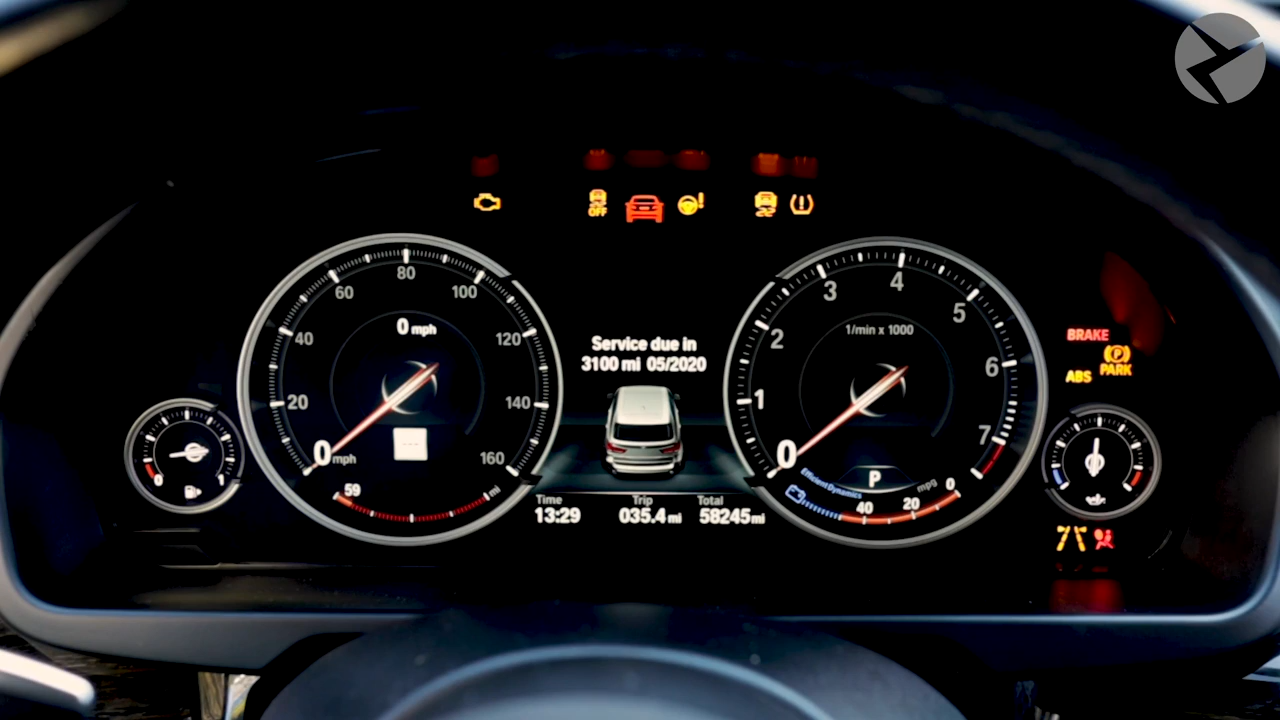 OFF
80
60
100
40
120
20
140
0 mph
160
0 mph
59
mi
0
1
Service due in
3100 mi 05/2020
Time
Trip
Total
13:29
035.4 mi
58245 mi
4
3
5
2
1/min x 1000
6
1
7
0
P
EfficientDynamics
40
20
mpg
0
BRAKE
P
PARK
ABS